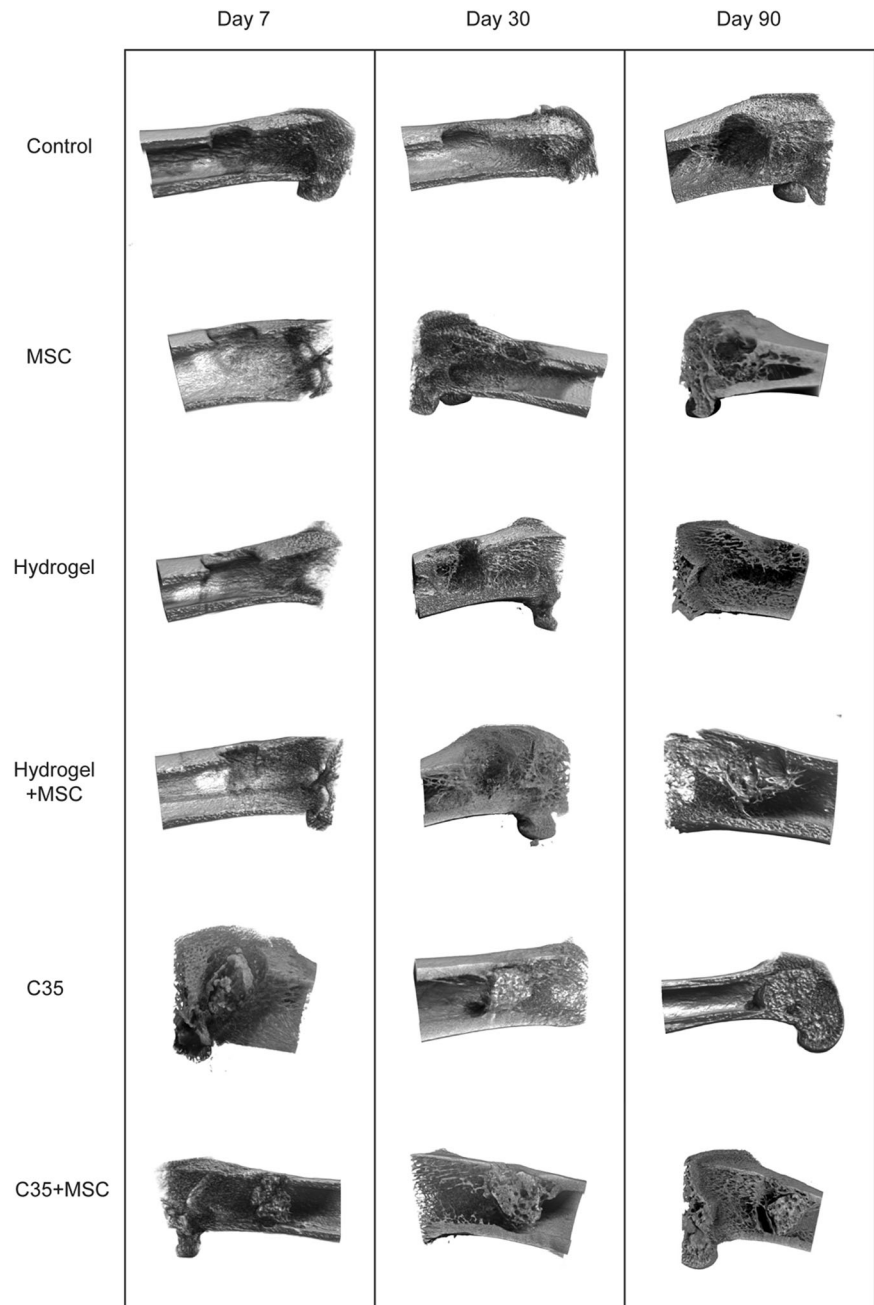 Day 7
Day 30
Day 90
Control
MSC
Hydrogel
Hydrogel
+MSC
C35
C35+MSC